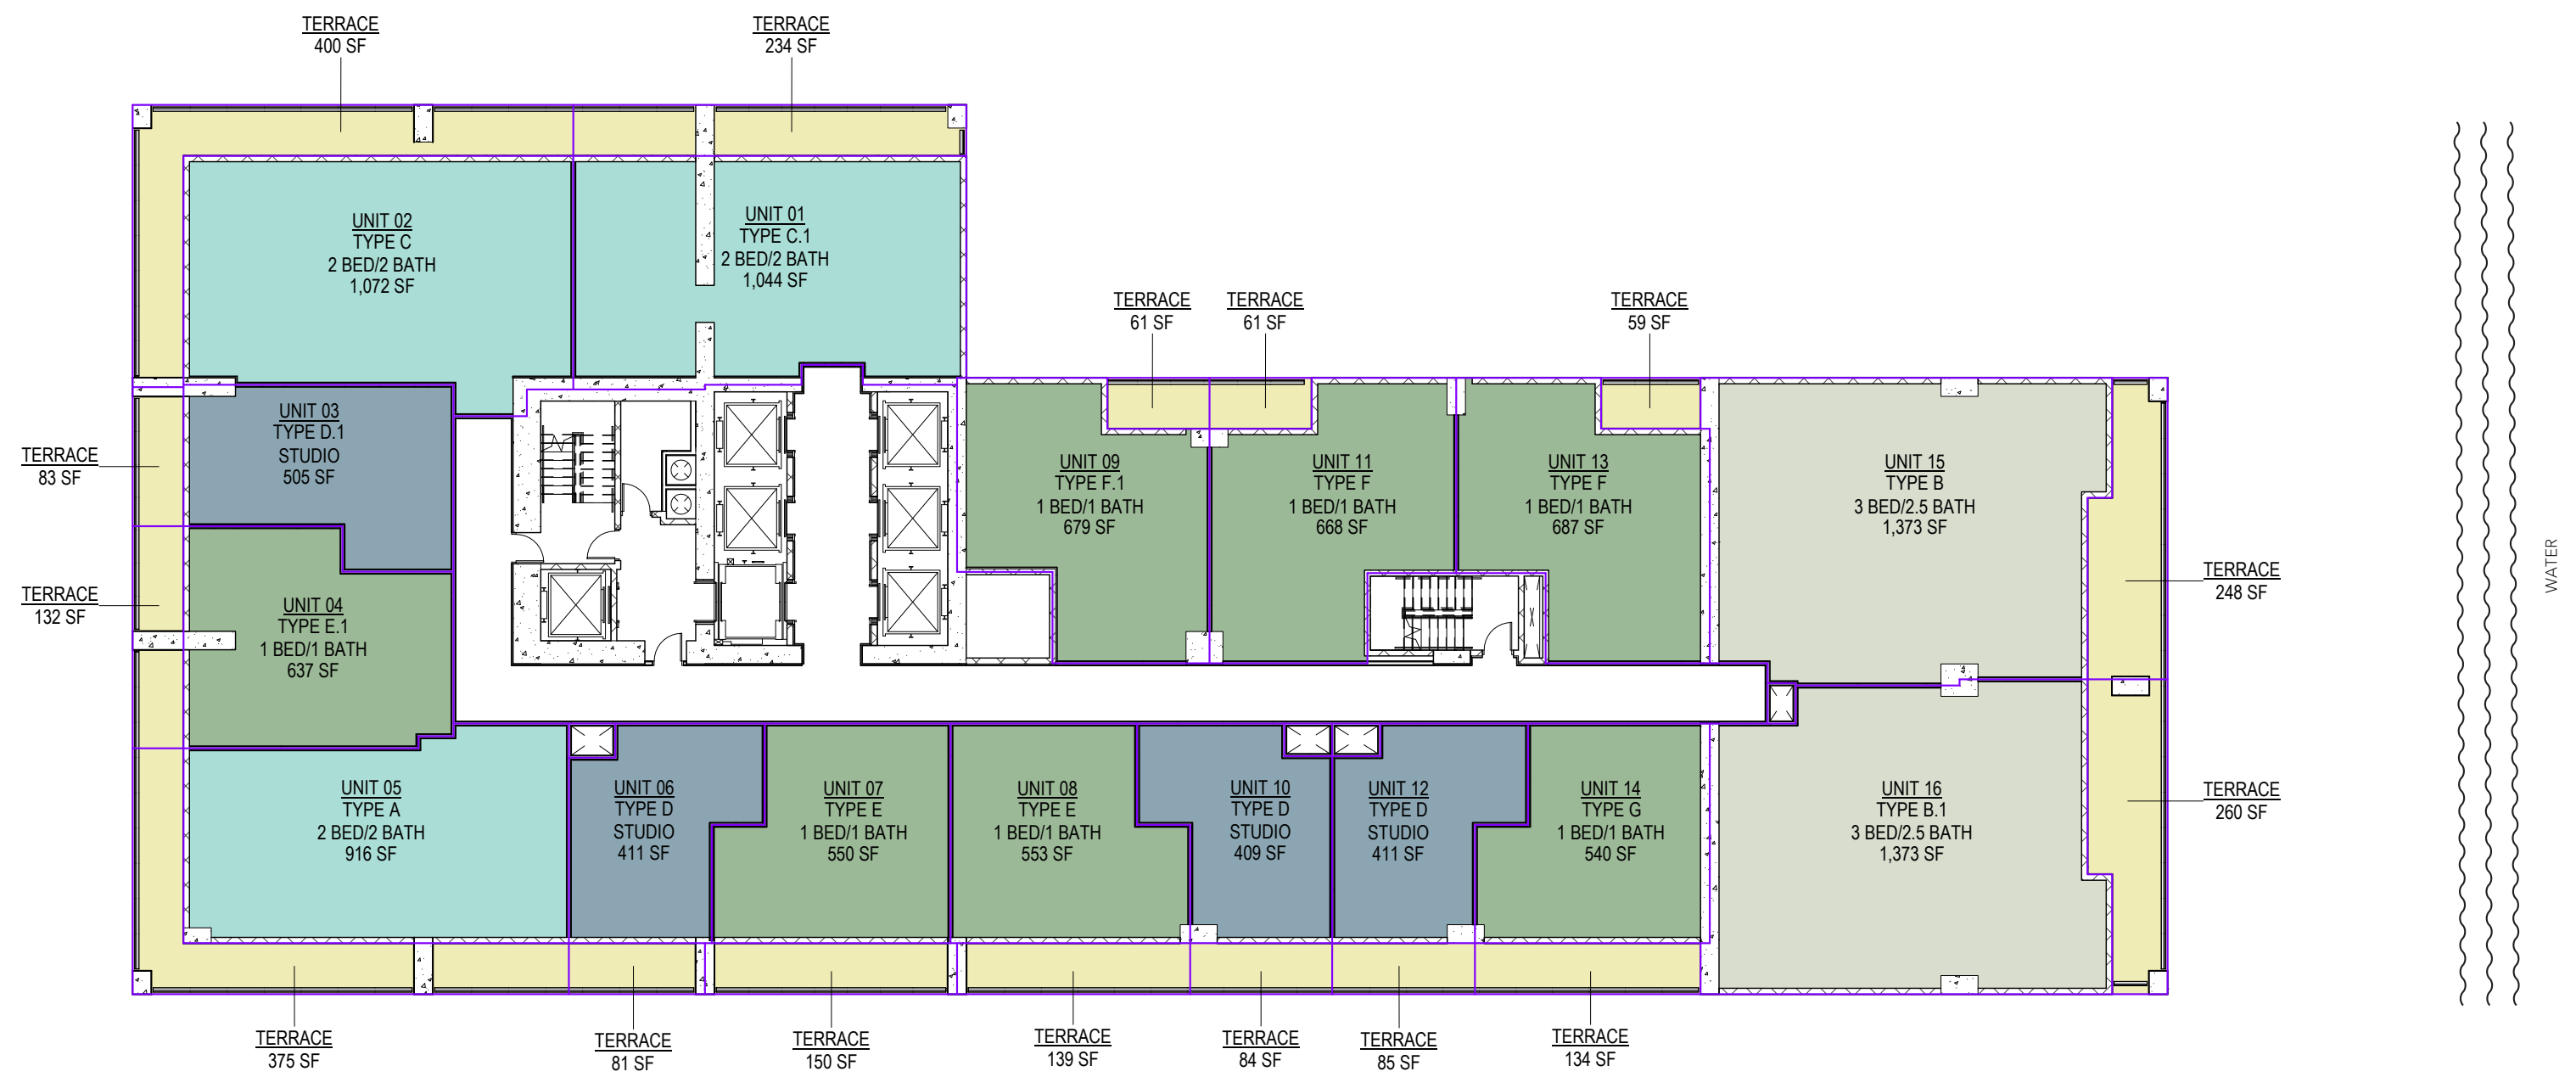 TERRACE
400 SF
TERRACE
234 SF
UNIT 02
TYPE C
2 BED/2 BATH
1,072 SF
UNIT 01
TYPE C.1
2 BED/2 BATH
1,044 SF
TERRACE
61 SF
TERRACE
61 SF
TERRACE
59 SF
UNIT 03
TYPE D.1
STUDIO
505 SF
TERRACE
83 SF
UNIT 09
TYPE F.1
1 BED/1 BATH
679 SF
UNIT 11
TYPE F
1 BED/1 BATH
668 SF
UNIT 13
TYPE F
1 BED/1 BATH
687 SF
UNIT 15
TYPE B
3 BED/2.5 BATH
1,373 SF
TERRACE
248 SF
WATER
TERRACE
132 SF
UNIT 04
TYPE E.1
1 BED/1 BATH
637 SF
UNIT 05
TYPE A
2 BED/2 BATH
916 SF
UNIT 06
TYPE D
STUDIO
411 SF
UNIT 07
TYPE E
1 BED/1 BATH
550 SF
UNIT 08
TYPE E
1 BED/1 BATH
553 SF
UNIT 10
TYPE D
STUDIO
409 SF
UNIT 12
TYPE D
STUDIO
411 SF
UNIT 14
TYPE G
1 BED/1 BATH
540 SF
UNIT 16
TYPE B.1
3 BED/2.5 BATH
1,373 SF
TERRACE
260 SF
TERRACE
375 SF
TERRACE
81 SF
TERRACE
150 SF
TERRACE
139 SF
TERRACE
84 SF
TERRACE
85 SF
TERRACE
134 SF